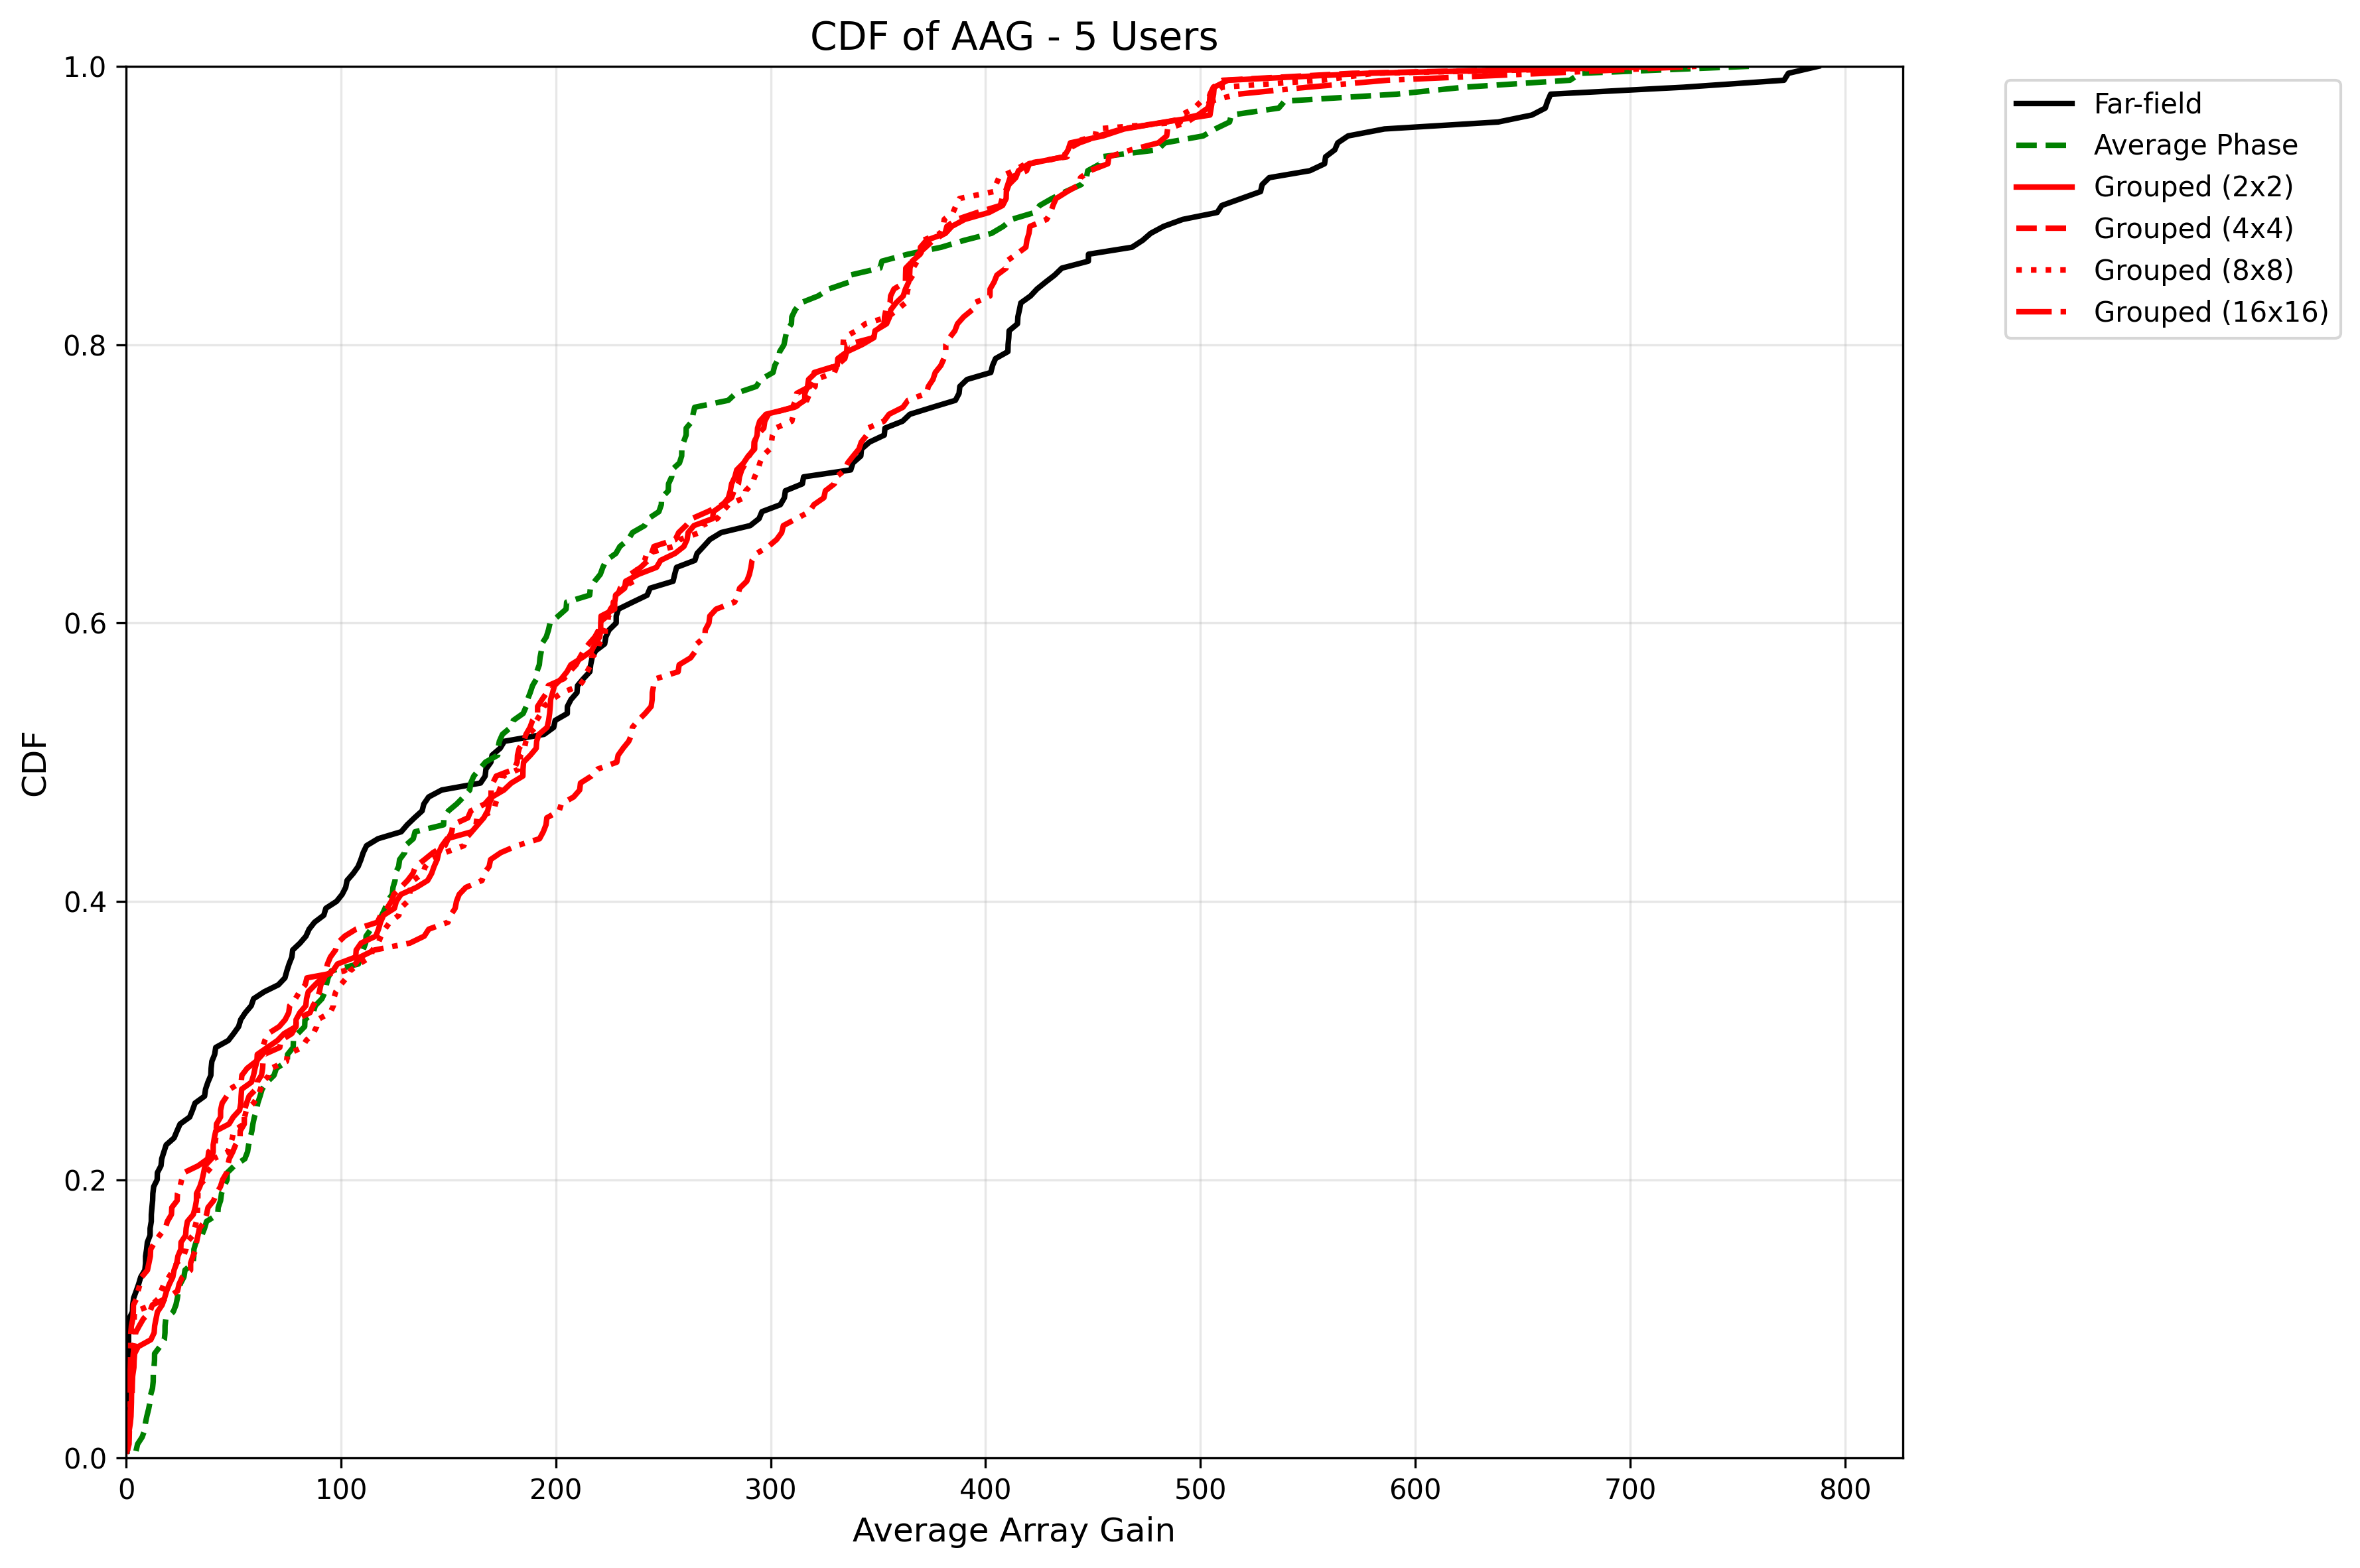 CDF of AAG - 5 Users
1.0
0.8
0.6
0.4
0.2
0.0
CDF
0 100 200 300 400 500 600 700 800
Average Array Gain
Far-field
Average Phase
Grouped (2x2)
Grouped (4x4)
Grouped (8x8)
Grouped (16x16)